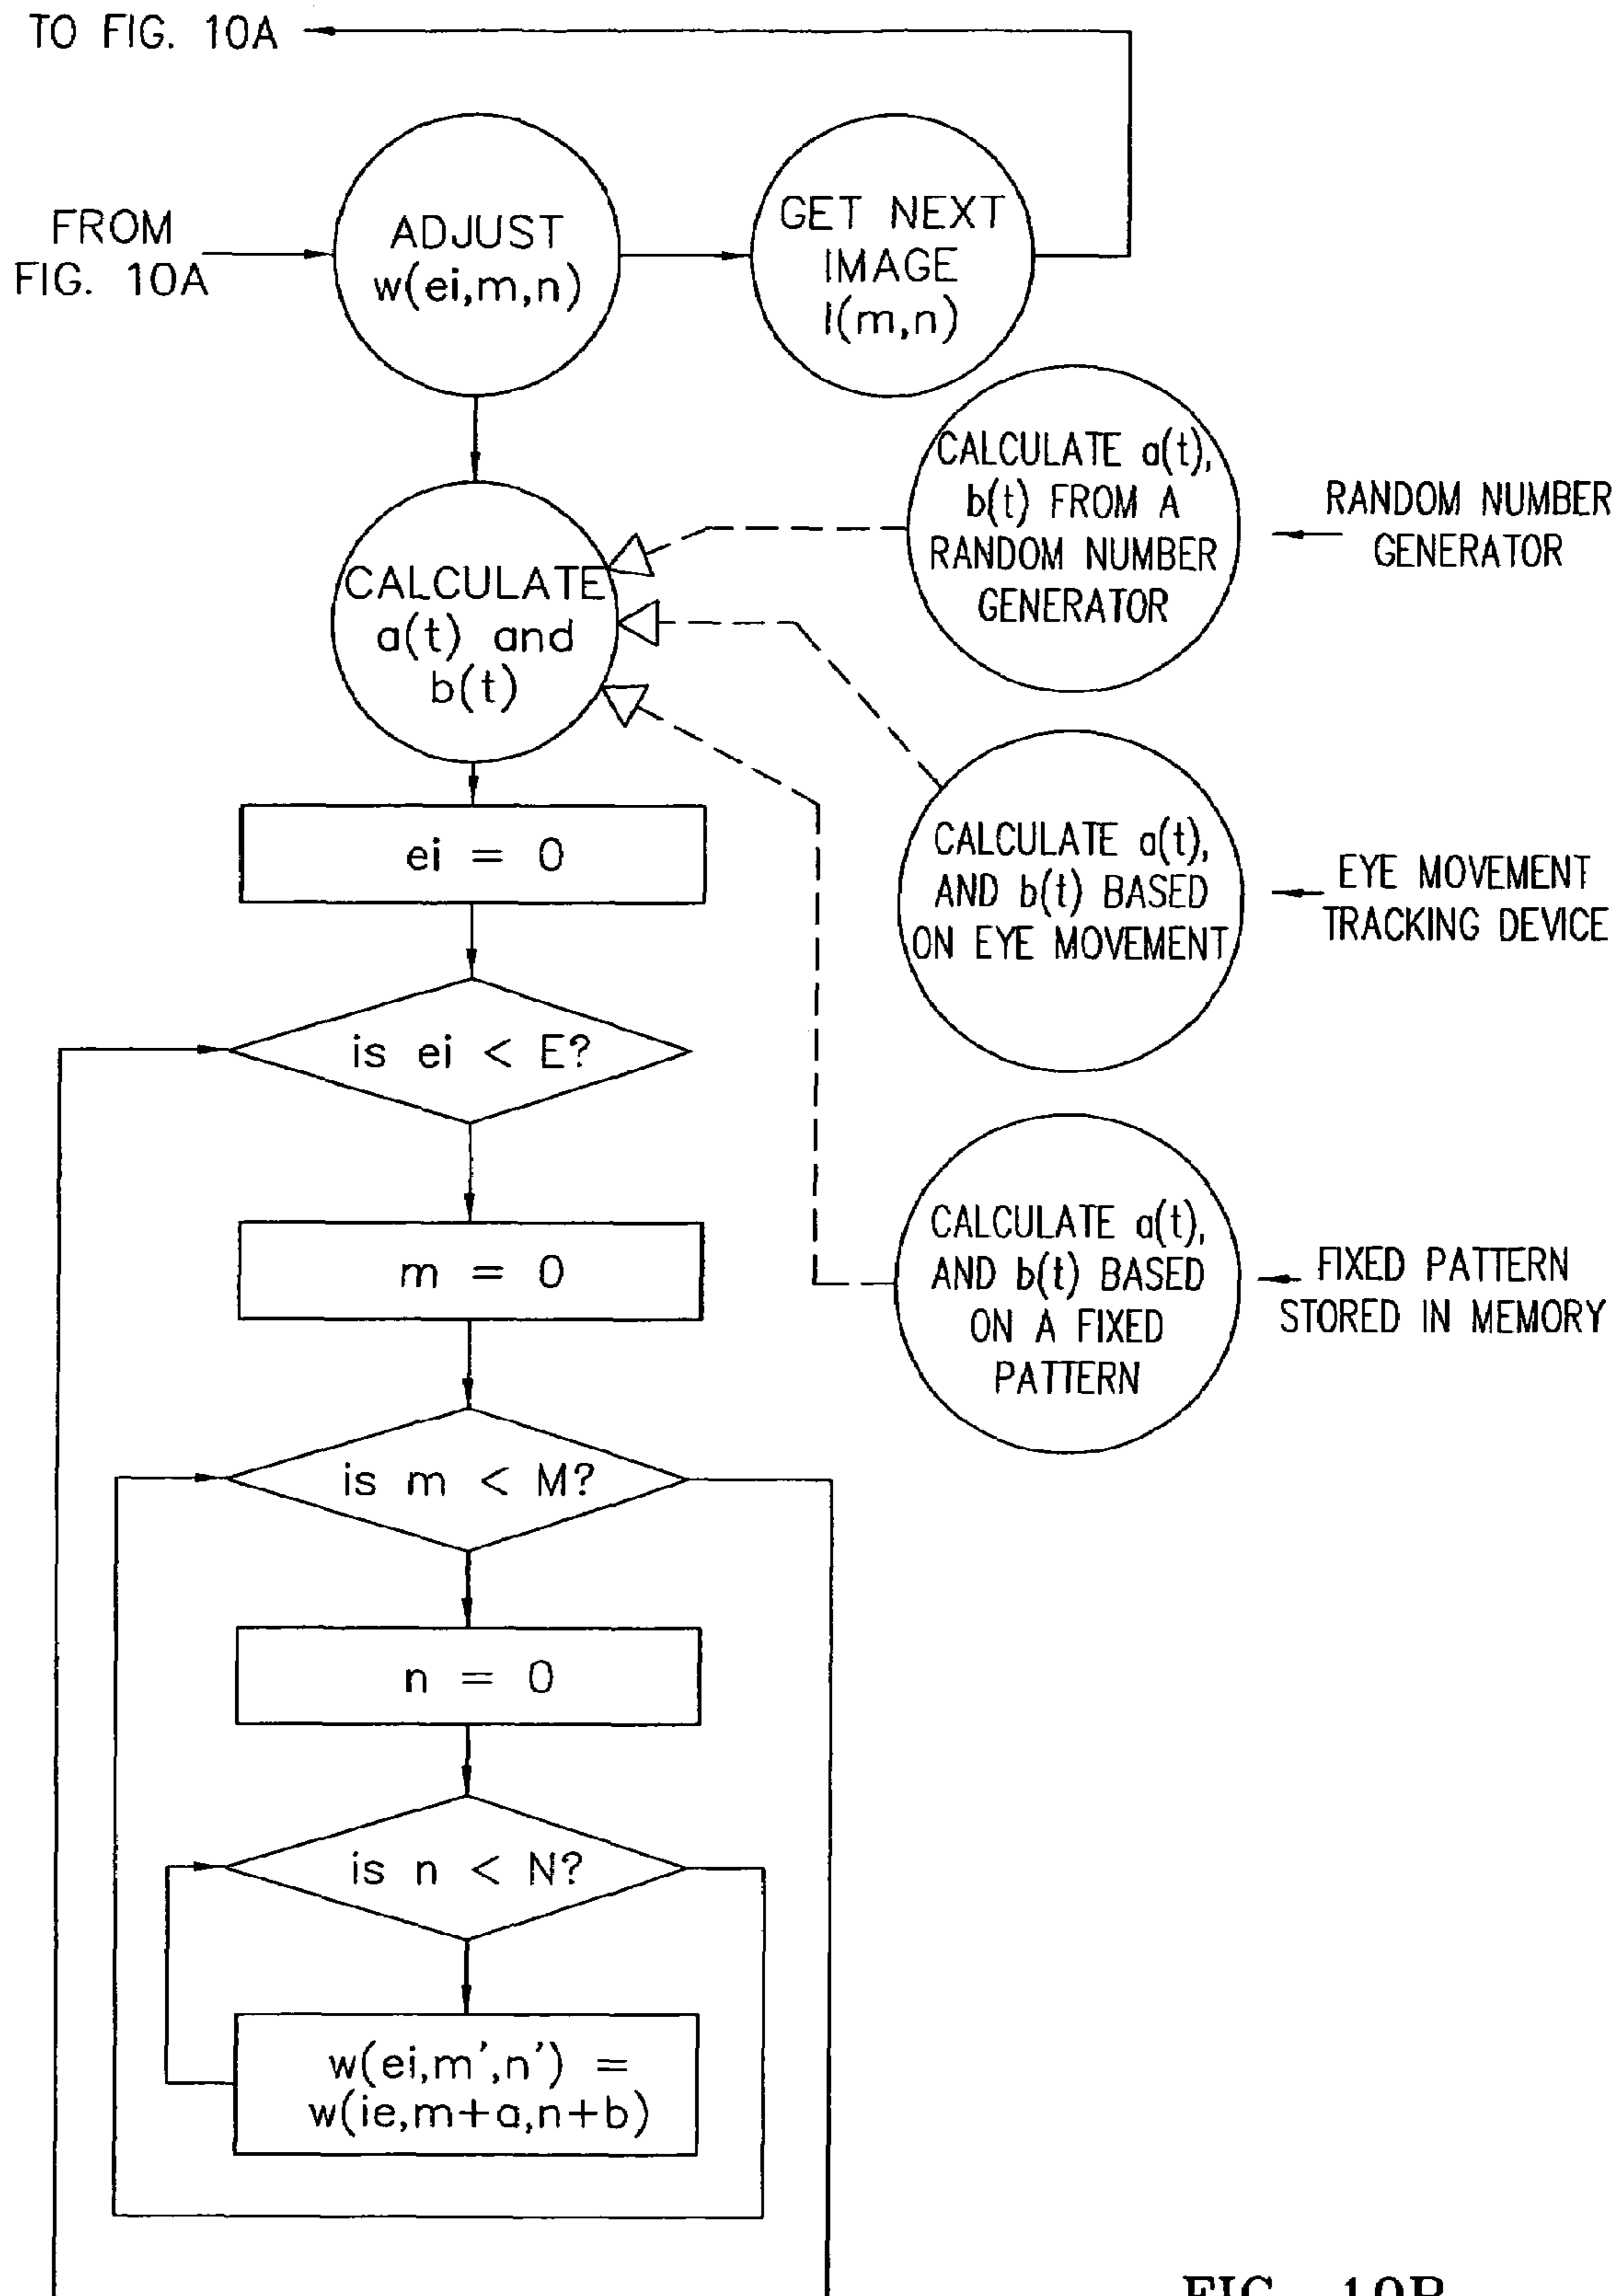 TO FIG. 10A
FROM
FIG. 10A
ADJUST
w(ei,m,n)
GET NEXT
IMAGE
I(m,n)
CALCULATE
a(t) and
b(t)
CALCULATE a(t),
b(t) FROM A
RANDOM NUMBER
GENERATOR
RANDOM NUMBER
GENERATOR
CALCULATE a(t),
AND b(t) BASED
ON EYE MOVEMENT
EYE MOVEMENT
TRACKING DEVICE
CALCULATE a(t),
AND b(t) BASED
ON A FIXED
PATTERN
FIXED PATTERN
STORED IN MEMORY
ei = 0
is ei < E?
m = 0
is m < M?
n = 0
is n < N?
w(ei,m',n') =
w(ie,m+a,n+b)
FIG. 10B